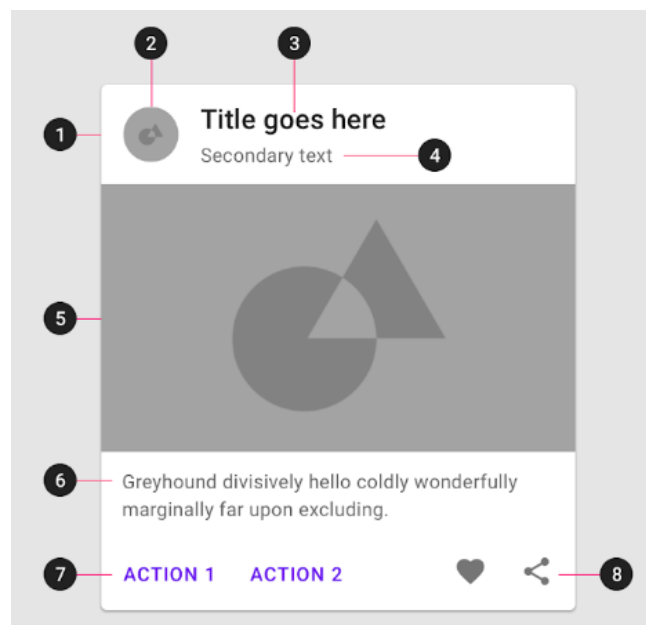 2 3
Title goes here
1
Secondary text 4
5
6 Greyhound divisively hello coldly wonderfully
marginally far upon excluding.
7 ACTION 1 ACTION 2 8